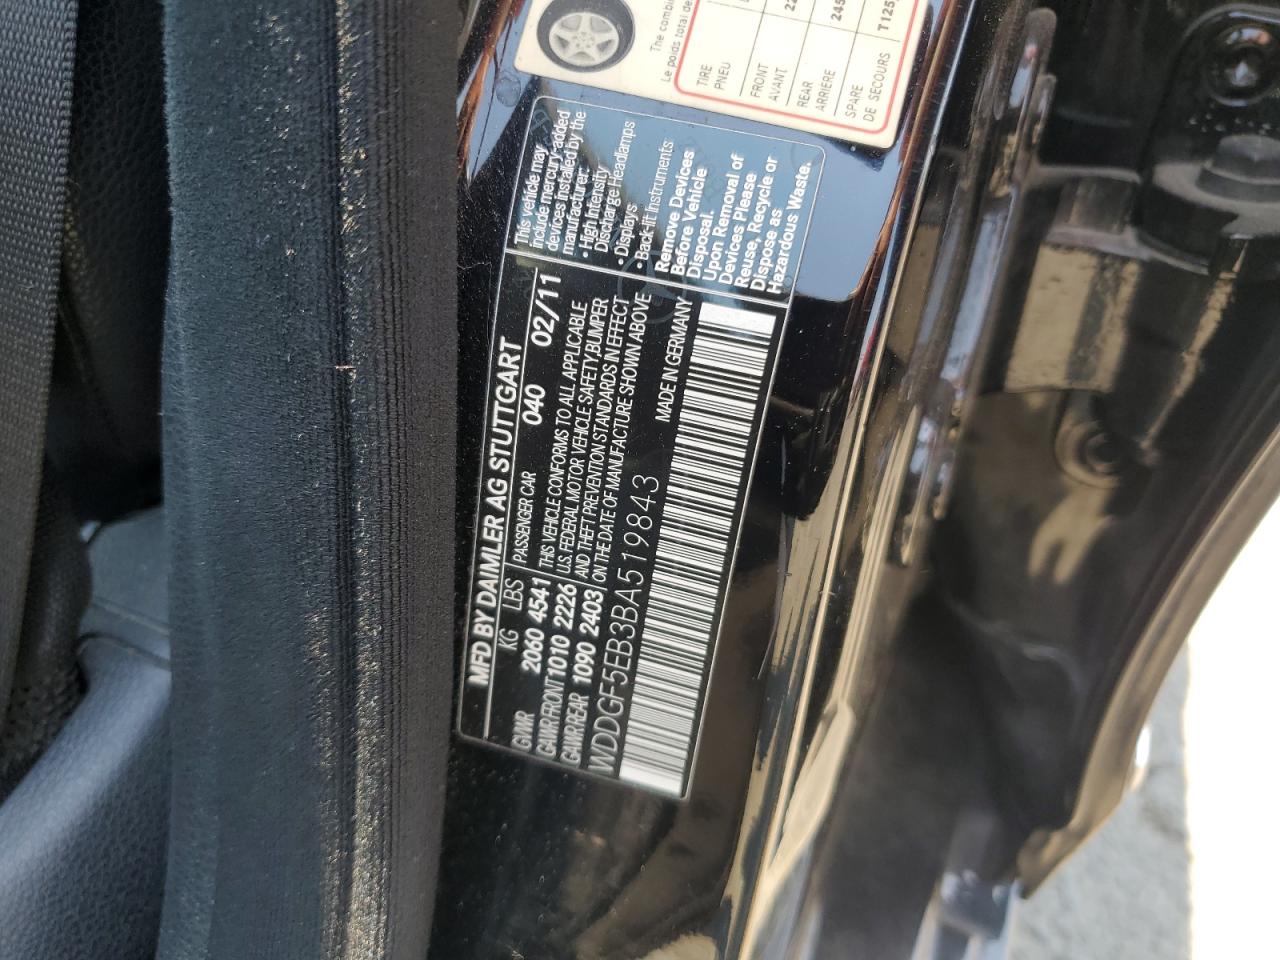 MFD BY DAIMLER AG STUTTGART
KG LBS PASSENGER CAR 040 02/11
GVWR 2060 4541
GAWR FRONT 1010 2226
GAWR REAR 1090 2403
THIS VEHICLE CONFORMS TO ALL APPLICABLE
U.S. FEDERAL MOTOR VEHICLE SAFETY, BUMPER
AND THEFT PREVENTION STANDARDS IN EFFECT
ON THE DATE OF MANUFACTURE SHOWN ABOVE
WDDGF5EB3BA519843
MADE IN GERMANY
This vehicle may
include mercury-added
devices installed by the
manufacturer:
• High Intensity
Discharge Headlamps
• Displays
• Back-lit Instruments
Remove Devices
Before Vehicle
Disposal.
Upon Removal of
Devices Please
Reuse, Recycle or
Dispose as
Hazardous Waste.
The
Le poids total
TIRE
PNEU
FRONT
AVANT
REAR
ARRIERE
SPARE
DE SECOURS